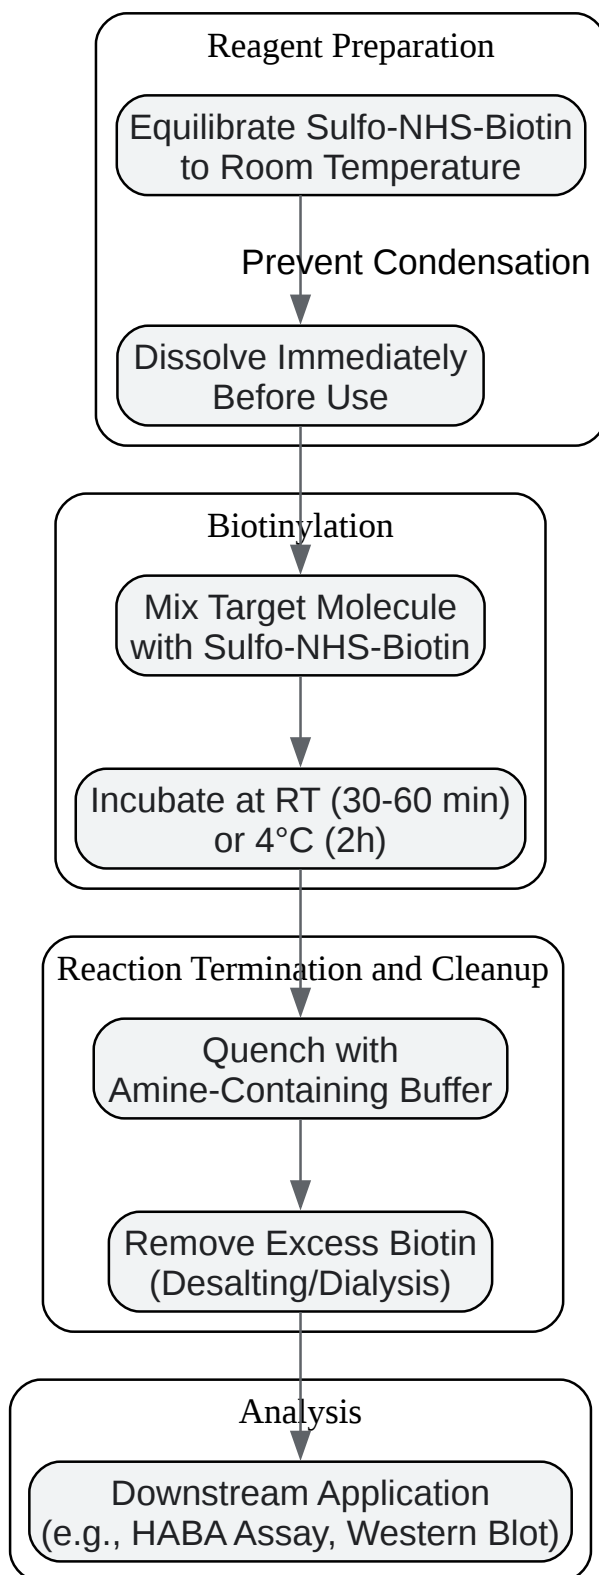 Reagent Preparation
Equilibrate Sulfo-NHS-Biotin
to Room Temperature
Prevent Condensation
Dissolve Immediately
Before Use
Biotinylation
Mix Target Molecule
with Sulfo-NHS-Biotin
Incubate at RT (30-60 min)
or 4°C (2h)
Reaction Termination and Cleanup
Quench with
Amine-Containing Buffer
Remove Excess Biotin
(Desalting/Dialysis)
Analysis
Downstream Application
(e.g., HABA Assay, Western Blot)